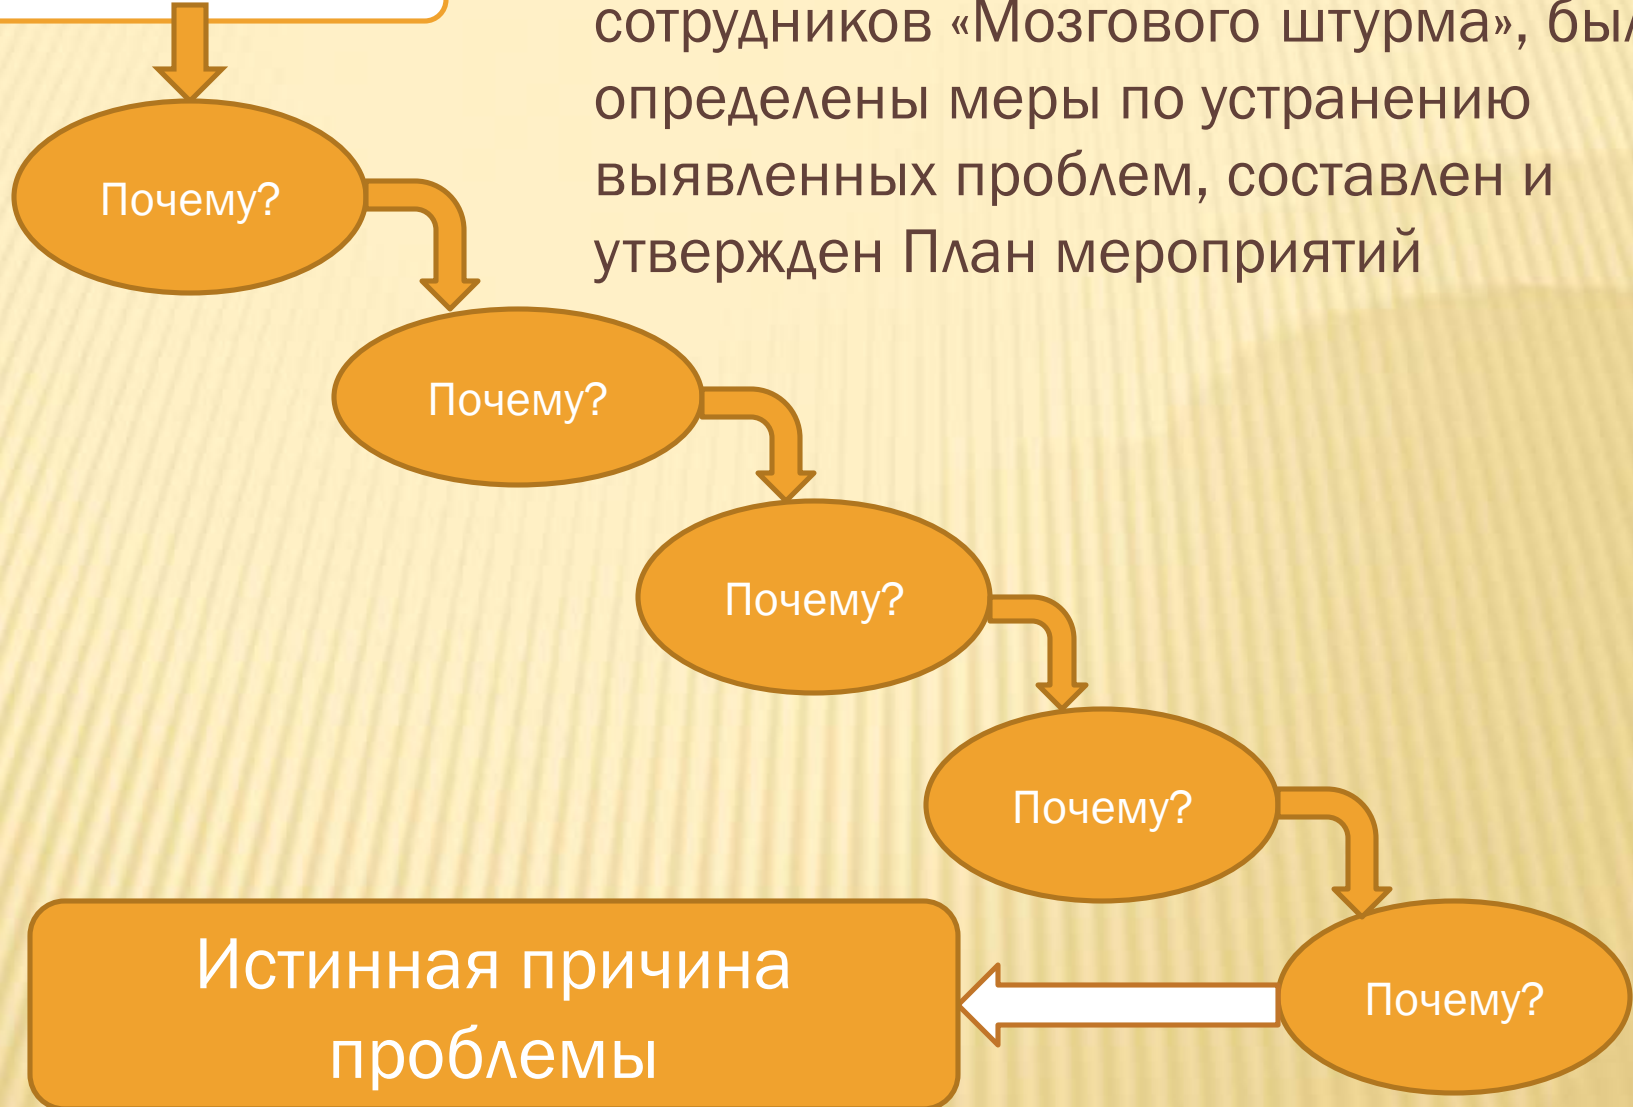 сотрудников «Мозгового штурма»,
определены меры по устранению
выявленных проблем, составлен и
утвержден План мероприятий
Почему?
Почему?
Почему?
Почему?
Почему?
Истинная причина
проблемы